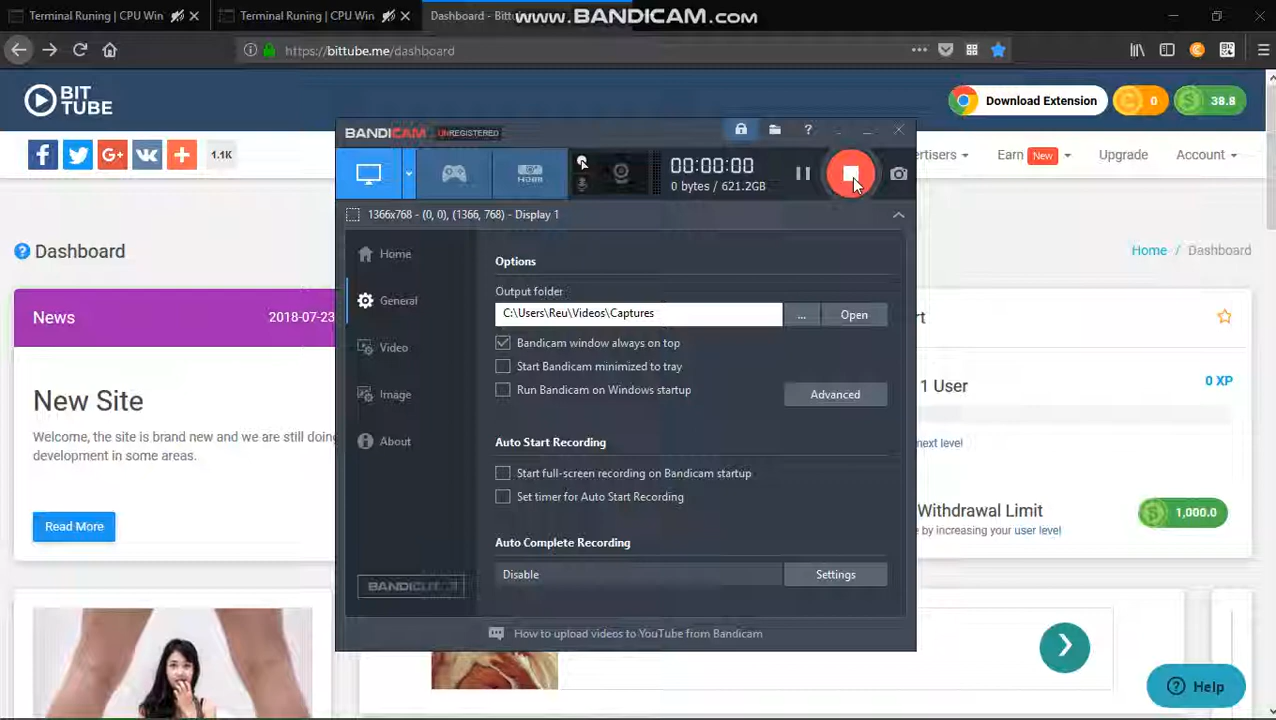 Terminal Runing | CPU Win
Terminal Runing | CPU Win
Dashboard - Bittu
www.BANDICAM.com
https://bittube.me/dashboard
BIT
TUBE
Download Extension
0
38.8
1.1K
ertisers
Earn
New
Upgrade
Account
Dashboard
Home / Dashboard
News
2018-07-23
New Site
Welcome, the site is brand new and we are still doing
development in some areas.
Read More
BANDICAM
UNREGISTERED
HDMI
00:00:00
0 bytes / 621.2GB
1366x768 - (0, 0), (1366, 768) - Display 1
Home
General
Video
Image
About
Options
Output folder
C:\Users\Reu\Videos\Captures
...
Open
Bandicam window always on top
Start Bandicam minimized to tray
Run Bandicam on Windows startup
Advanced
Auto Start Recording
Start full-screen recording on Bandicam startup
Set timer for Auto Start Recording
Auto Complete Recording
Disable
Settings
How to upload videos to YouTube from Bandicam
rt
1 User
0 XP
next level!
Withdrawal Limit
e by increasing your user level!
1,000.0
Help